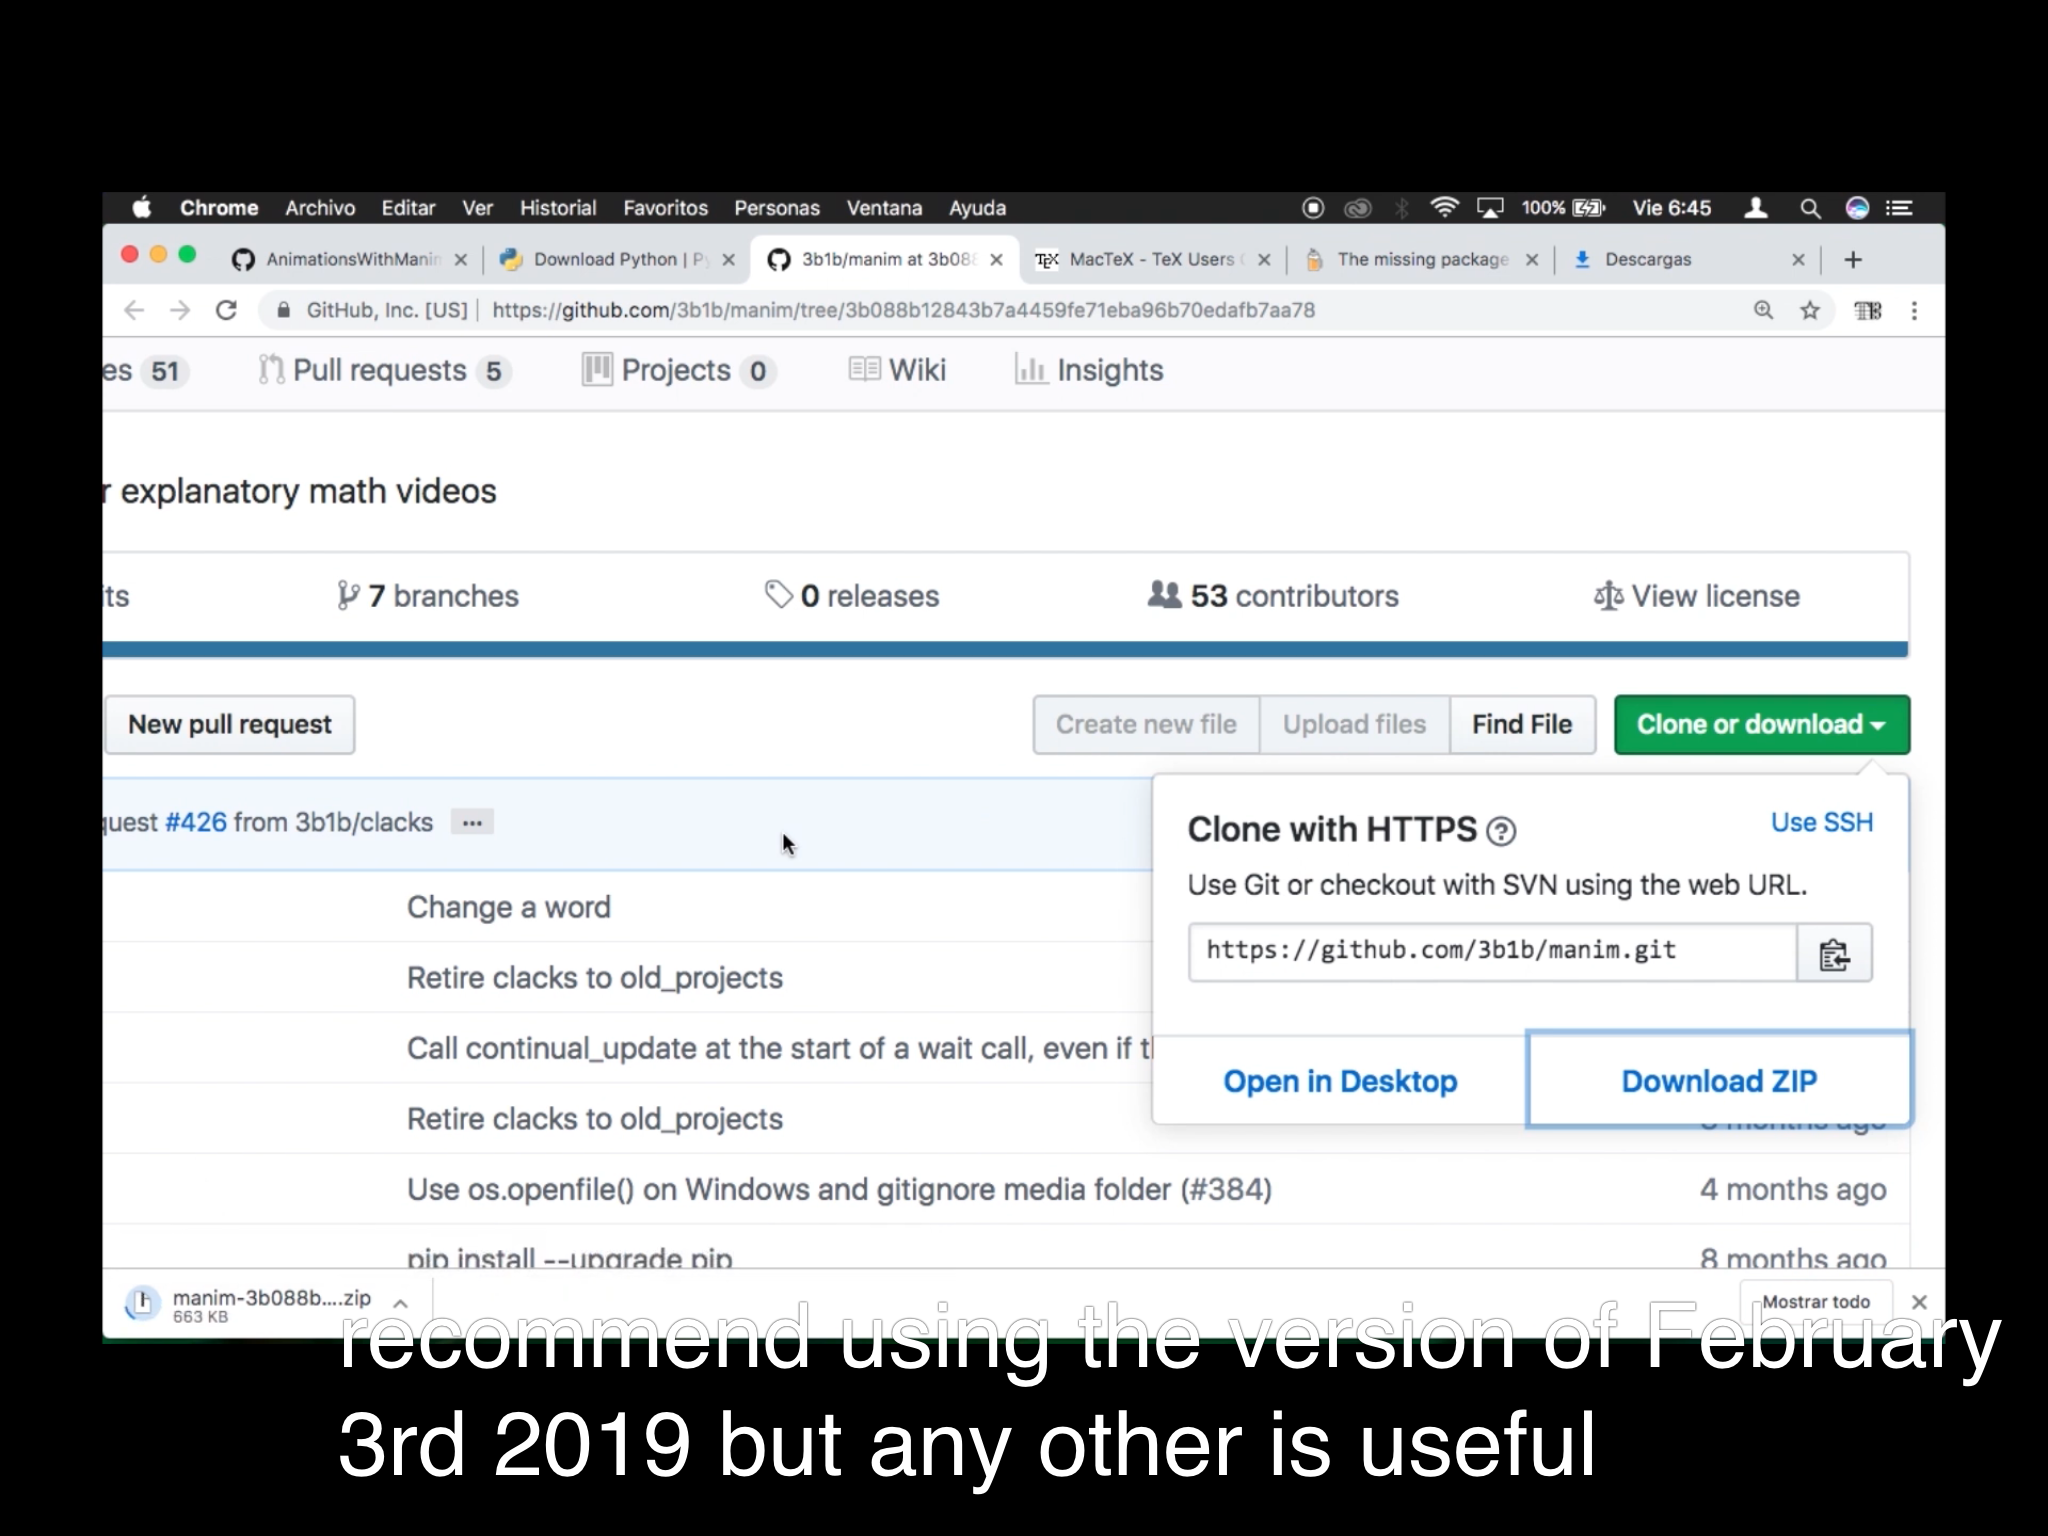 Chrome Archivo Editar Ver Historial Favoritos Personas Ventana Ayuda 100% Vie 6:45
AnimationsWithManim Download Python | Py 3b1b/manim at 3b088 MacTeX - TeX Users The missing package Descargas
GitHub, Inc. [US] https://github.com/3b1b/manim/tree/3b088b12843b7a4459fe71eba96b70edafb7aa78
es 51 Pull requests 5 Projects 0 Wiki Insights
r explanatory math videos
its 7 branches 0 releases 53 contributors View license
New pull request Create new file Upload files Find File Clone or download
quest #426 from 3b1b/clacks ...
Clone with HTTPS ? Use SSH
Use Git or checkout with SVN using the web URL.
https://github.com/3b1b/manim.git
Open in Desktop Download ZIP
Change a word
Retire clacks to old_projects
Call continual_update at the start of a wait call, even if t
Retire clacks to old_projects months ago
Use os.openfile() on Windows and gitignore media folder (#384) 4 months ago
pip install --upgrade pip 8 months ago
manim-3b088b....zip Mostrar todo
663 KB
recommend using the version of February
3rd 2019 but any other is useful